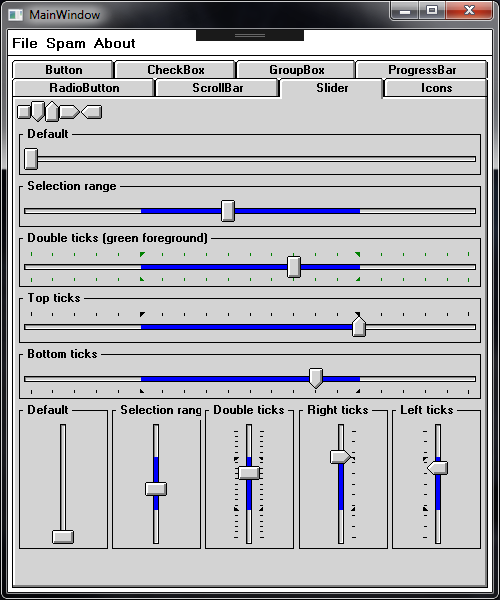 MainWindow
File Spam About
Button CheckBox GroupBox ProgressBar
RadioButton ScrollBar Slider Icons
Default
Selection range
Double ticks (green foreground)
Top ticks
Bottom ticks
Default Selection rang Double ticks Right ticks Left ticks